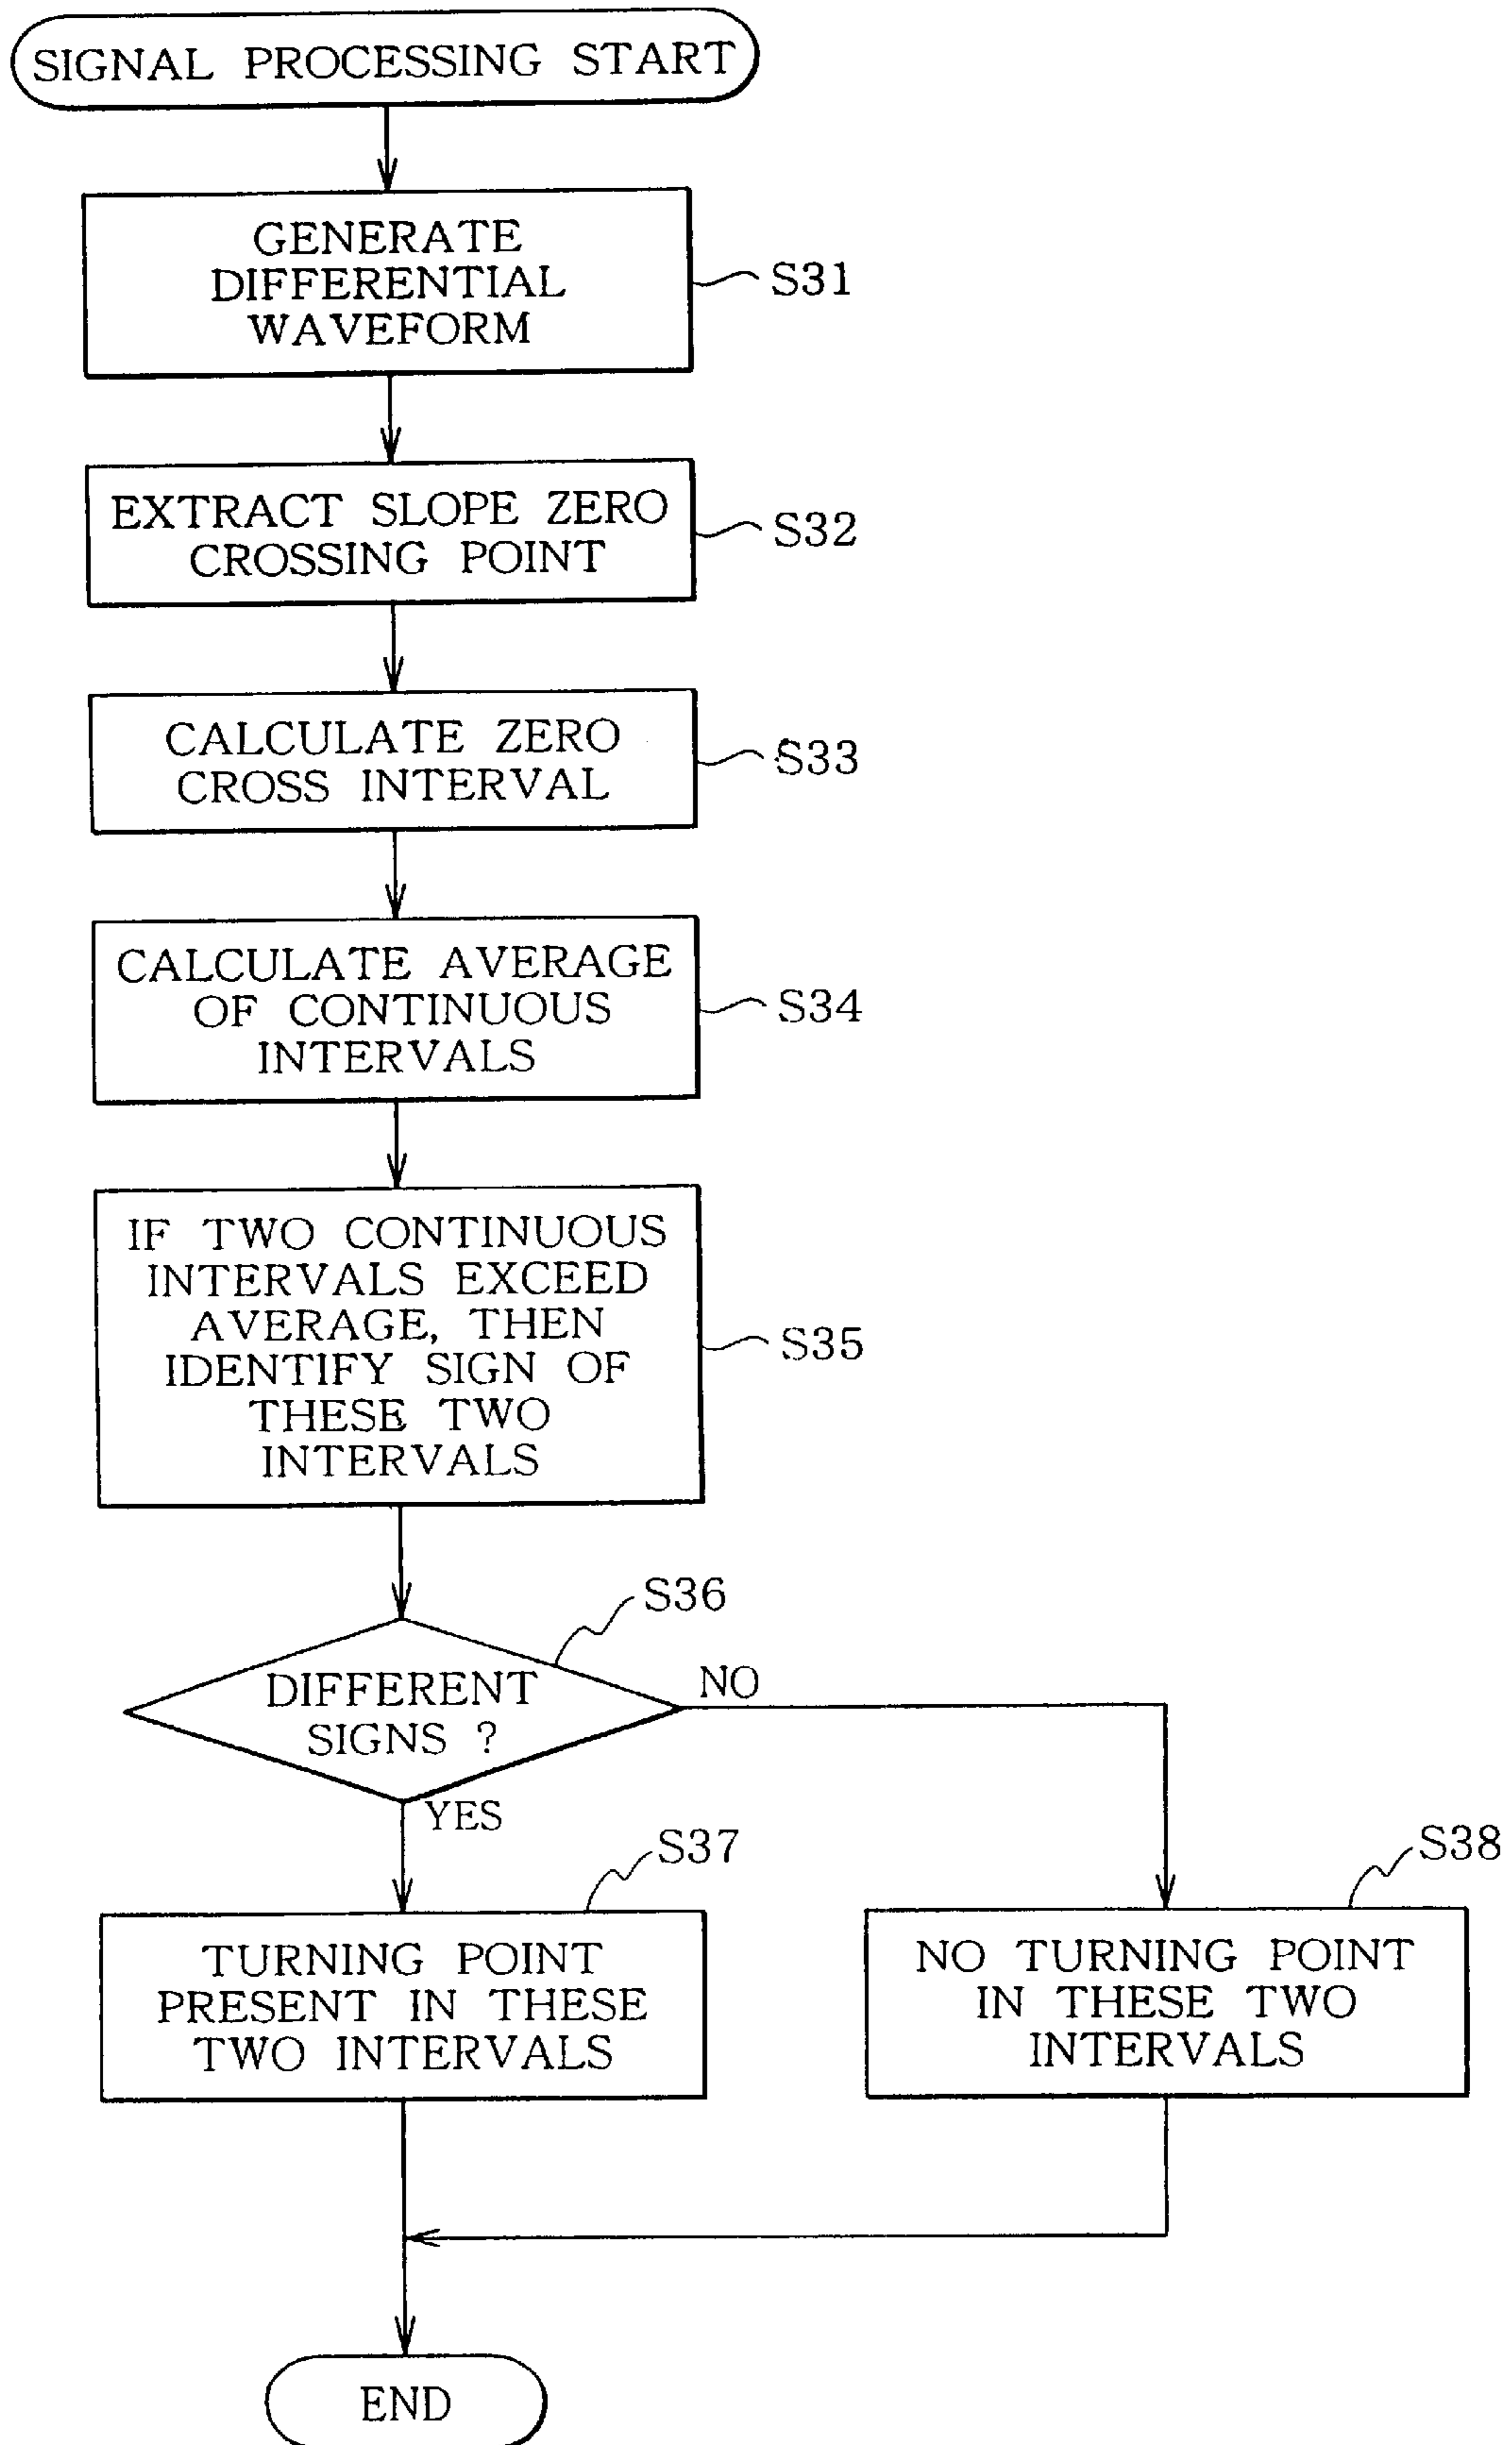 SIGNAL PROCESSING START
GENERATE
DIFFERENTIAL
WAVEFORM
S31
EXTRACT SLOPE ZERO
CROSSING POINT
S32
CALCULATE ZERO
CROSS INTERVAL
S33
CALCULATE AVERAGE
OF CONTINUOUS
INTERVALS
S34
IF TWO CONTINUOUS
INTERVALS EXCEED
AVERAGE, THEN
IDENTIFY SIGN OF
THESE TWO
INTERVALS
S35
S36
DIFFERENT
SIGNS ?
NO
YES
S37
TURNING POINT
PRESENT IN THESE
TWO INTERVALS
S38
NO TURNING POINT
IN THESE TWO
INTERVALS
END